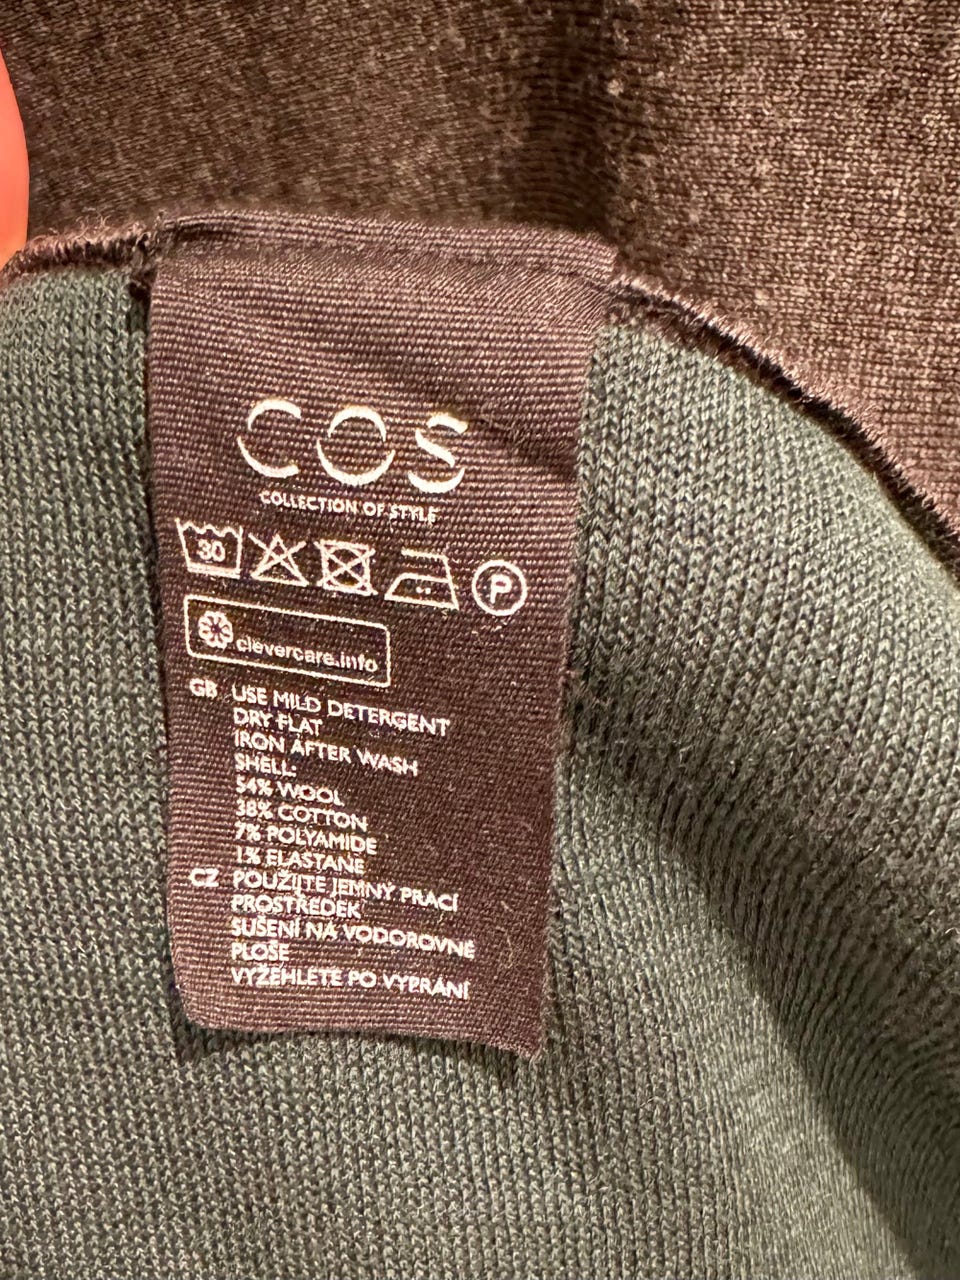 COS
COLLECTION OF STYLE
30 P
clevercare.info
GB USE MILD DETERGENT
DRY FLAT
IRON AFTER WASH
SHELL:
54% WOOL
38% COTTON
7% POLYAMIDE
1% ELASTANE
CZ POUŽIJTE JEMNÝ PRACÍ
PROSTŘEDEK
SUŠENÍ NA VODOROVNÉ
PLOŠE
VYŽEHLETE PO VYPRÁNÍ